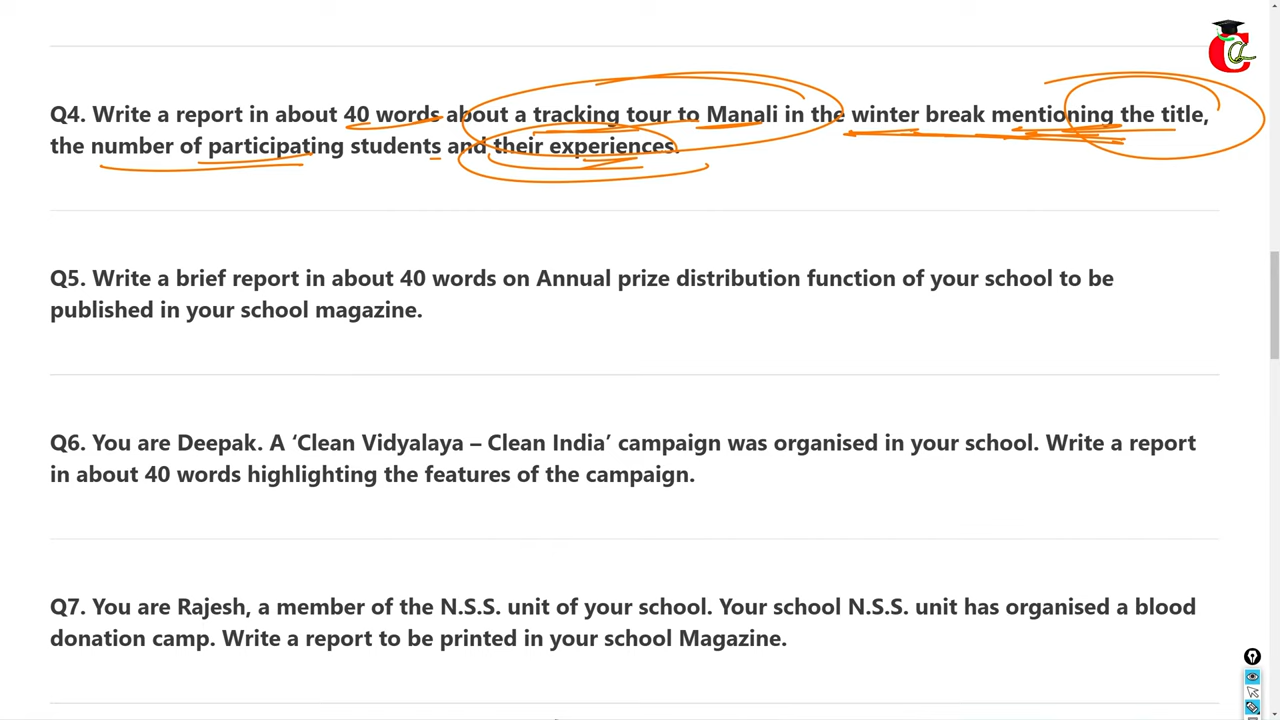 Q4. Write a report in about 40 words about a tracking tour to Manali in the winter break mentioning the title,
the number of participating students and their experiences.
Q5. Write a brief report in about 40 words on Annual prize distribution function of your school to be
published in your school magazine.
Q6. You are Deepak. A ‘Clean Vidyalaya – Clean India’ campaign was organised in your school. Write a report
in about 40 words highlighting the features of the campaign.
Q7. You are Rajesh, a member of the N.S.S. unit of your school. Your school N.S.S. unit has organised a blood
donation camp. Write a report to be printed in your school Magazine.